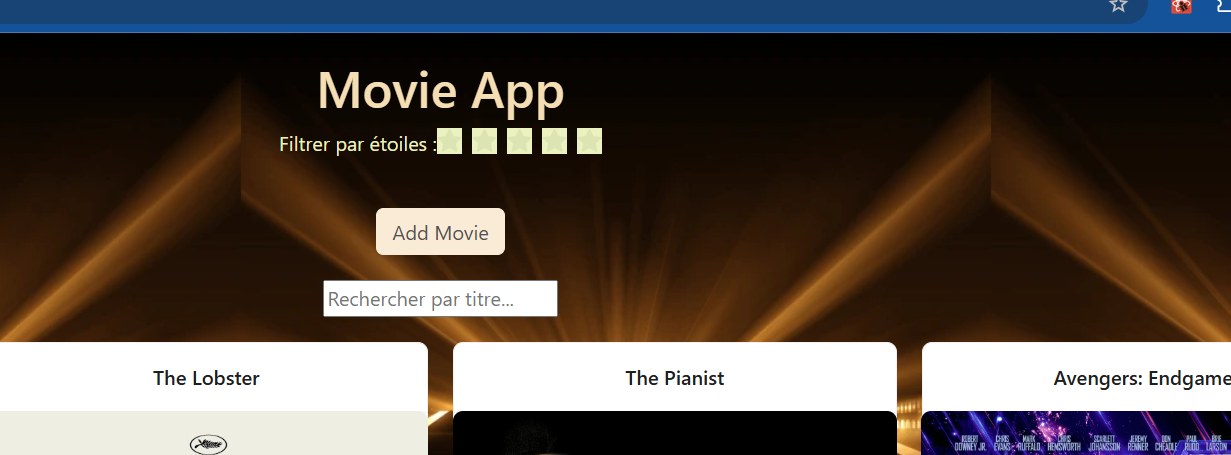 Movie App
Filtrer par étoiles :
Add Movie
Rechercher par titre...
The Lobster
The Pianist
Avengers: Endgame
ROBERT DOWNEY JR.
CHRIS EVANS
MARK RUFFALO
CHRIS HEMSWORTH
SCARLETT JOHANSSON
JEREMY RENNER
DON CHEADLE
PAUL RUDD
BRIE LARSON